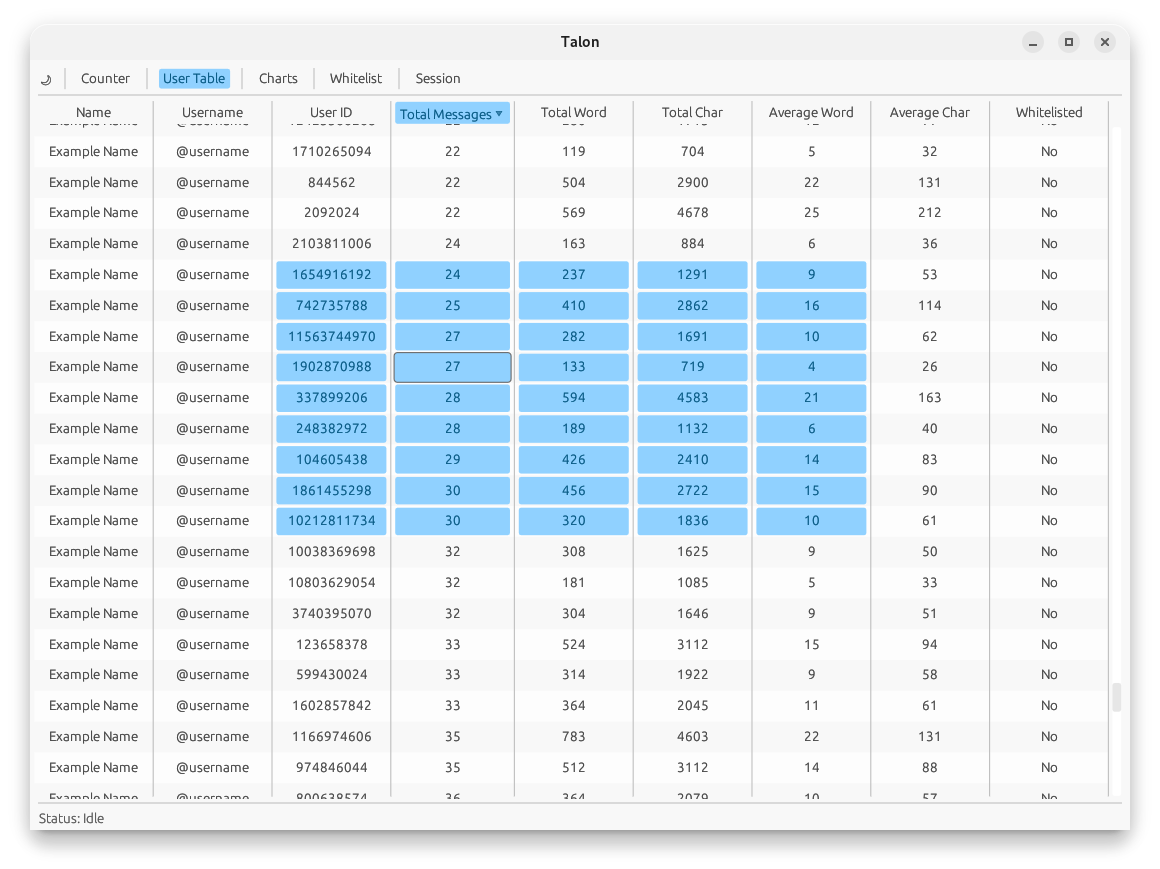 Talon
Counter User Table Charts Whitelist Session
Name Username User ID Total Messages Total Word Total Char Average Word Average Char Whitelisted
Example Name @username 1710265094 22 119 704 5 32 No
Example Name @username 844562 22 504 2900 22 131 No
Example Name @username 2092024 22 569 4678 25 212 No
Example Name @username 2103811006 24 163 884 6 36 No
Example Name @username 1654916192 24 237 1291 9 53 No
Example Name @username 742735788 25 410 2862 16 114 No
Example Name @username 11563744970 27 282 1691 10 62 No
Example Name @username 1902870988 27 133 719 4 26 No
Example Name @username 337899206 28 594 4583 21 163 No
Example Name @username 248382972 28 189 1132 6 40 No
Example Name @username 104605438 29 426 2410 14 83 No
Example Name @username 1861455298 30 456 2722 15 90 No
Example Name @username 10212811734 30 320 1836 10 61 No
Example Name @username 10038369698 32 308 1625 9 50 No
Example Name @username 10803629054 32 181 1085 5 33 No
Example Name @username 3740395070 32 304 1646 9 51 No
Example Name @username 123658378 33 524 3112 15 94 No
Example Name @username 599430024 33 314 1922 9 58 No
Example Name @username 1602857842 33 364 2045 11 61 No
Example Name @username 1166974606 35 783 4603 22 131 No
Example Name @username 974846044 35 512 3112 14 88 No
Example Name @username 800638574 36 364 2079 10 57 No
Status: Idle